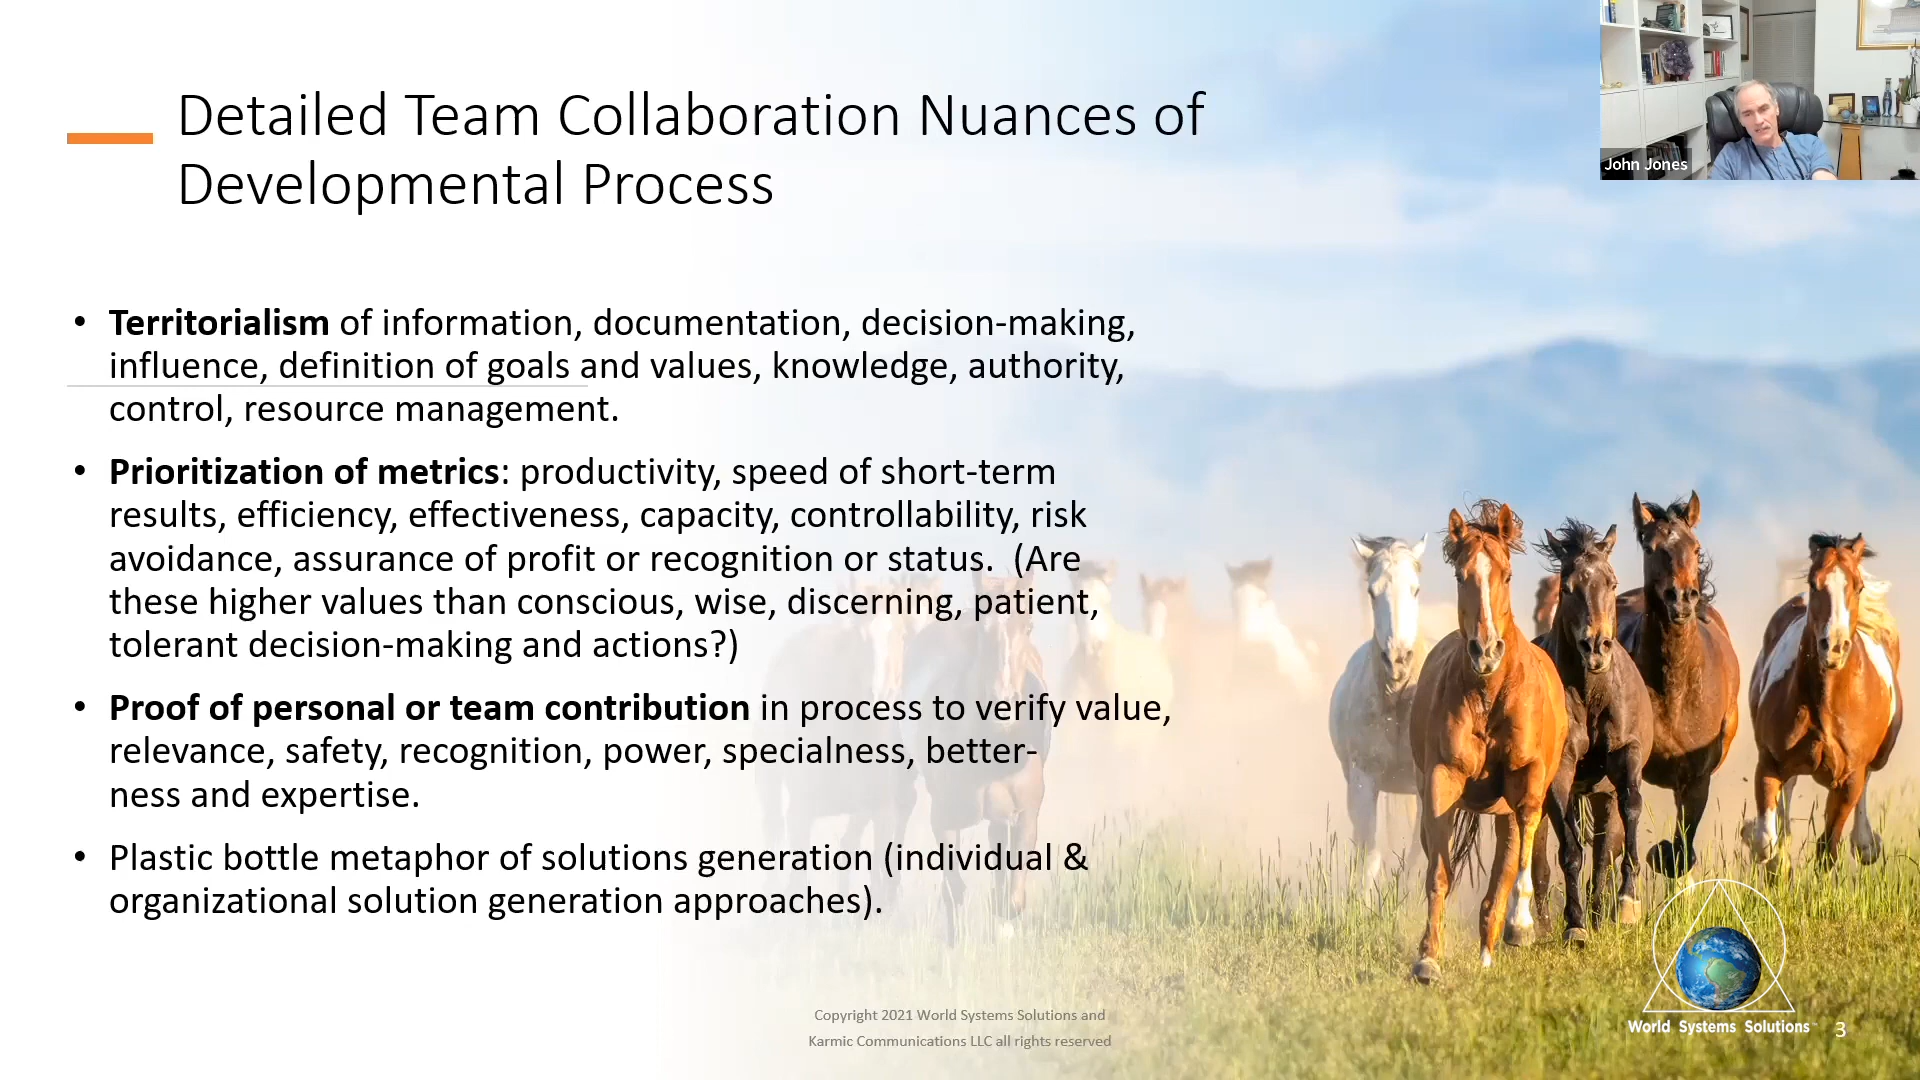 Detailed Team Collaboration Nuances of
Developmental Process
John Jones
• Territorialism of information, documentation, decision-making,
influence, definition of goals and values, knowledge, authority,
control, resource management.
• Prioritization of metrics: productivity, speed of short-term
results, efficiency, effectiveness, capacity, controllability, risk
avoidance, assurance of profit or recognition or status.  (Are
these higher values than conscious, wise, discerning, patient,
tolerant decision-making and actions?)
• Proof of personal or team contribution in process to verify value,
relevance, safety, recognition, power, specialness, better-
ness and expertise.
• Plastic bottle metaphor of solutions generation (individual &
organizational solution generation approaches).
Copyright 2021 World Systems Solutions and
Karmic Communications LLC all rights reserved
World Systems Solutions
3